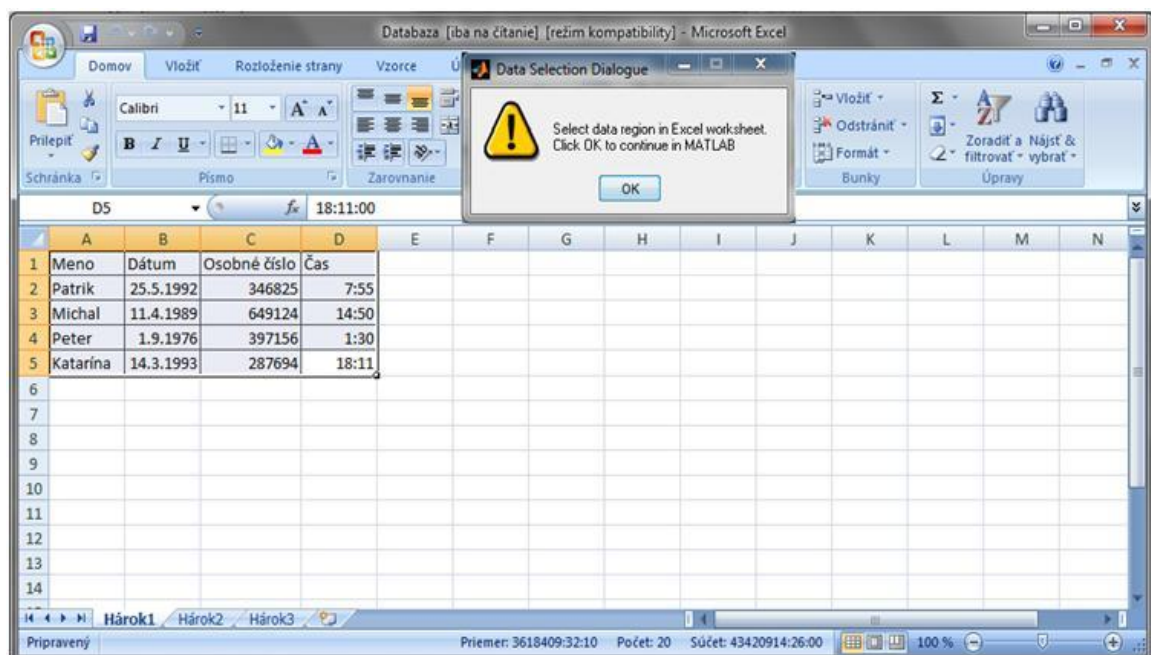 Databaza [iba na čítanie] [režim kompatibility] - Microsoft Excel
Domov Vložiť Rozloženie strany Vzorce Ú
Data Selection Dialogue
Select data region in Excel worksheet.
Click OK to continue in MATLAB
OK
Prilepiť
Schránka
Calibri 11
B I U
Písmo
Zarovnanie
Vložiť
Odstrániť
Formát
Bunky
Σ
Zoradiť a filtrovať
Nájsť & vybrať
Úpravy
D5 fx 18:11:00
A B C D E F G H I J K L M N
1 Meno Dátum Osobné číslo Čas
2 Patrik 25.5.1992 346825 7:55
3 Michal 11.4.1989 649124 14:50
4 Peter 1.9.1976 397156 1:30
5 Katarína 14.3.1993 287694 18:11
6
7
8
9
10
11
12
13
14
Hárok1 Hárok2 Hárok3
Pripravený Priemer: 3618409:32:10 Počet: 20 Súčet: 43420914:26:00 100 %